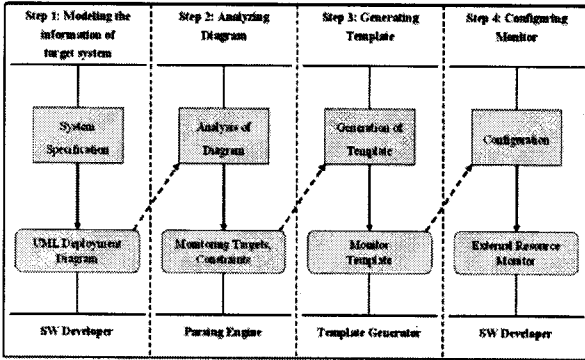 Step 1: Modeling the
information of
target system
Step 2: Analyzing
Diagram
Step 3: Generating
Template
Step 4: Configuring
Monitor
System
Specification
Analysis of
Diagram
Generation of
Template
Configuration
UML Deployment
Diagram
Monitoring Targets,
Constraints
Monitor
Template
External Resource
Monitor
SW Developer
Parsing Engine
Template Generator
SW Developer